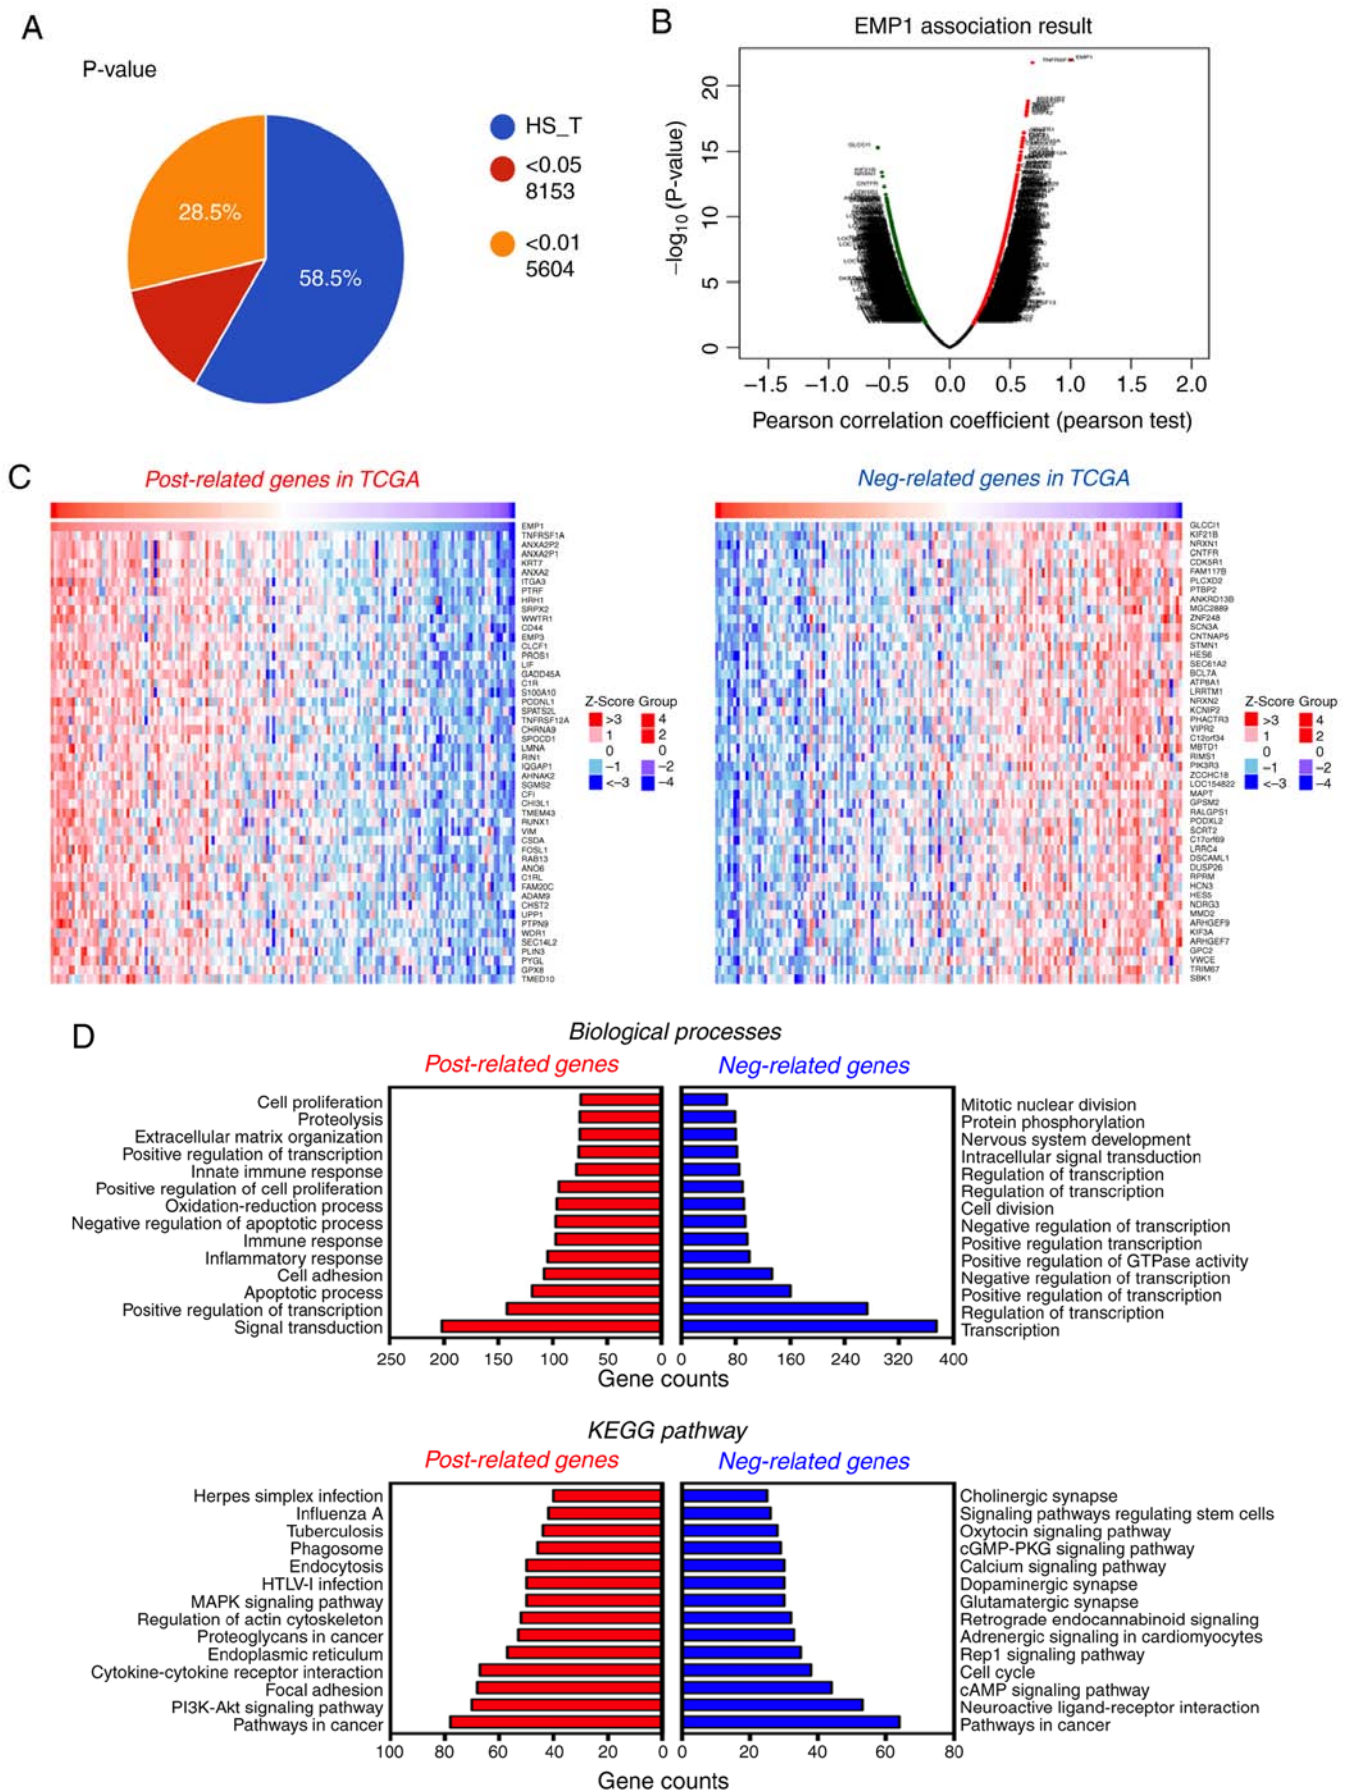 A
P-value
28.5%
58.5%
HS_T
<0.05
8153
<0.01
5604
B
EMP1 association result
EMP1
GLCCI1
KIF21B
CNTFR
−log10 (P-value)
20
15
10
5
0
−1.5 −1.0 −0.5 0.0 0.5 1.0 1.5 2.0
Pearson correlation coefficient (pearson test)
C
Post-related genes in TCGA
EMP1
TNFRSF1A
ANXA2P2
ANXA2P1
KRT7
ANXA2
ITGA3
PTRF
HRH1
SRPX2
WWTR1
CD44
EMP3
CLCF1
PROS1
LIF
GADD45A
C1R
S100A10
PODNL1
SPATS2L
TNFRSF12A
CHRNA9
SPOCD1
LMNA
RIN1
IQGAP1
AHNAK2
SGMS2
CFI
CHI3L1
TMEM43
RUNX1
VIM
CSDA
FOSL1
RAB13
ANO6
C1RL
FAM20C
ADAM9
CHST2
UPP1
PTPN9
WDR1
SEC14L2
PLIN3
PYGL
GPX8
TMED10
Z-Score Group
>3 4
1 2
0 0
−1 −2
<−3 −4
Neg-related genes in TCGA
GLCCI1
KIF21B
NRXN1
CNTFR
CDK5R1
FAM117B
PLCXD2
PTBP2
ANKRD13B
MGC2889
ZNF248
SCN3A
CNTNAP5
STMN1
HES6
SEC61A2
BCL7A
ATP8A1
LRRTM1
NRXN2
KCNIP2
PHACTR3
VIPR2
C12orf34
MBTD1
RIMS1
PIK3R3
ZCCHC18
LOC154822
MAPT
GPSM2
RALGPS1
PODXL2
SCRT2
C17orf69
LRRC4
DSCAML1
DUSP26
RPRM
HCN3
HES5
NDRG3
MMD2
ARHGEF9
KIF3A
ARHGEF7
GPC2
VWCE
TRIM67
SBK1
Z-Score Group
>3 4
1 2
0 0
−1 −2
<−3 −4
D
Biological processes
Post-related genes
Cell proliferation
Proteolysis
Extracellular matrix organization
Positive regulation of transcription
Innate immune response
Positive regulation of cell proliferation
Oxidation-reduction process
Negative regulation of apoptotic process
Immune response
Inflammatory response
Cell adhesion
Apoptotic process
Positive regulation of transcription
Signal transduction
250 200 150 100 50 0
Neg-related genes
Mitotic nuclear division
Protein phosphorylation
Nervous system development
Intracellular signal transduction
Regulation of transcription
Regulation of transcription
Cell division
Negative regulation of transcription
Positive regulation transcription
Positive regulation of GTPase activity
Negative regulation of transcription
Positive regulation of transcription
Regulation of transcription
Transcription
0 80 160 240 320 400
Gene counts
KEGG pathway
Post-related genes
Herpes simplex infection
Influenza A
Tuberculosis
Phagosome
Endocytosis
HTLV-I infection
MAPK signaling pathway
Regulation of actin cytoskeleton
Proteoglycans in cancer
Endoplasmic reticulum
Cytokine-cytokine receptor interaction
Focal adhesion
PI3K-Akt signaling pathway
Pathways in cancer
100 80 60 40 20 0
Neg-related genes
Cholinergic synapse
Signaling pathways regulating stem cells
Oxytocin signaling pathway
cGMP-PKG signaling pathway
Calcium signaling pathway
Dopaminergic synapse
Glutamatergic synapse
Retrograde endocannabinoid signaling
Adrenergic signaling in cardiomyocytes
Rep1 signaling pathway
Cell cycle
cAMP signaling pathway
Neuroactive ligand-receptor interaction
Pathways in cancer
0 20 40 60 80
Gene counts